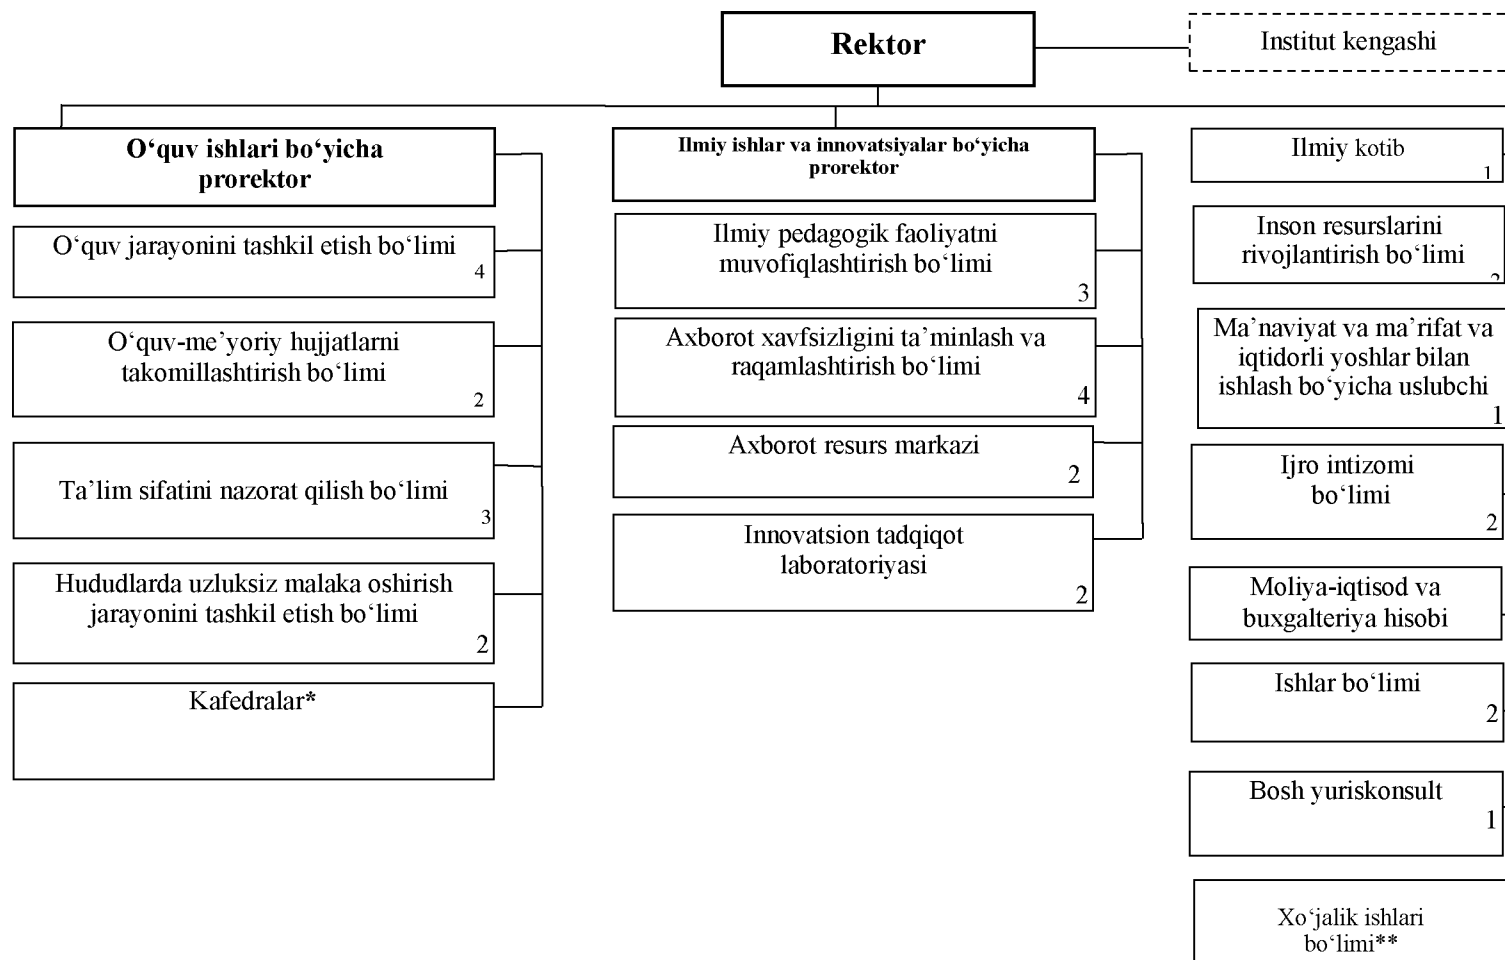 Rektor
Institut kengashi
O‘quv ishlari bo‘yicha
prorektor
O‘quv jarayonini tashkil etish bo‘limi
4
O‘quv-me’yoriy hujjatlarni
takomillashtirish bo‘limi
2
Ta’lim sifatini nazorat qilish bo‘limi
3
Hududlarda uzluksiz malaka oshirish
jarayonini tashkil etish bo‘limi
2
Kafedralar*
Ilmiy ishlar va innovatsiyalar bo‘yicha
prorektor
Ilmiy pedagogik faoliyatni
muvofiqlashtirish bo‘limi
3
Axborot xavfsizligini ta’minlash va
raqamlashtirish bo‘limi
4
Axborot resurs markazi
2
Innovatsion tadqiqot
laboratoriyasi
2
Ilmiy kotib
1
Inson resurslarini
rivojlantirish bo‘limi
Ma’naviyat va ma’rifat va
iqtidorli yoshlar bilan
ishlash bo‘yicha uslubchi
1
Ijro intizomi
bo‘limi
2
Moliya-iqtisod va
buxgalteriya hisobi
Ishlar bo‘limi
2
Bosh yuriskonsult
1
Xo‘jalik ishlari
bo‘limi**